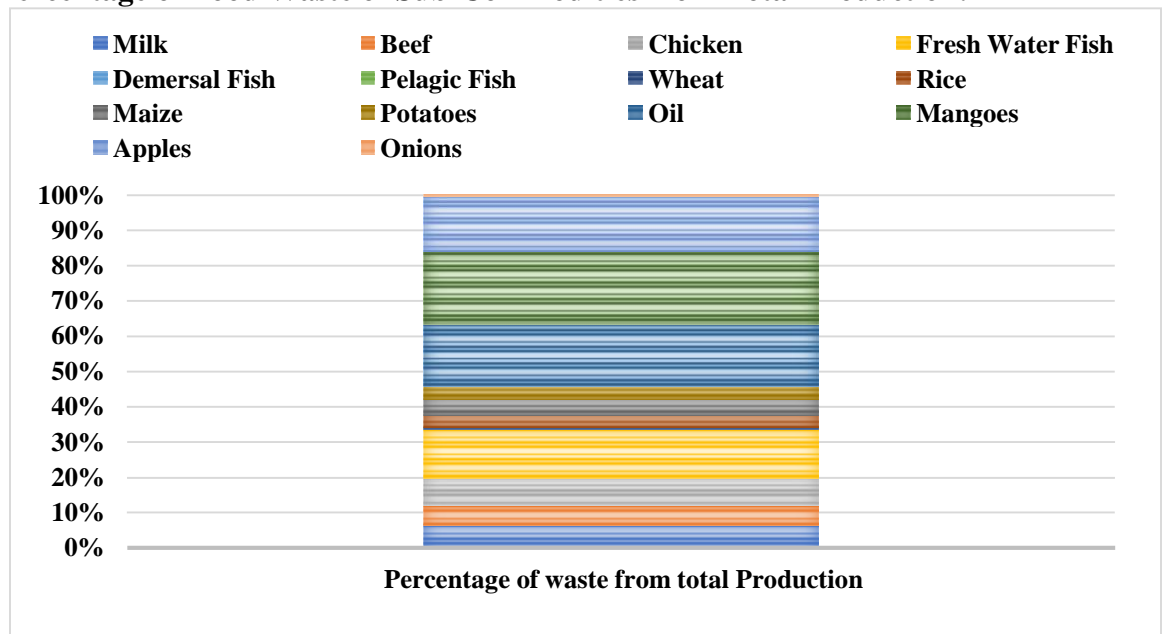 Milk Beef Chicken Fresh Water Fish
Demersal Fish Pelagic Fish Wheat Rice
Maize Potatoes Oil Mangoes
Apples Onions
100%
90%
80%
70%
60%
50%
40%
30%
20%
10%
0%
Percentage of waste from total Production